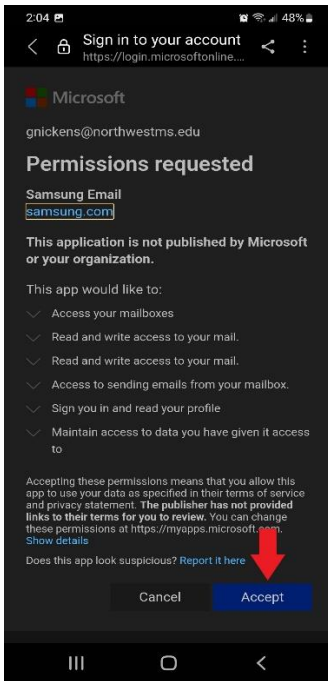 2:04
48%
Sign in to your account
https://login.microsoftonline....
Microsoft
gnickens@northwestms.edu
Permissions requested
Samsung Email
samsung.com
This application is not published by Microsoft
or your organization.
This app would like to:
Access your mailboxes
Read and write access to your mail.
Read and write access to your mail.
Access to sending emails from your mailbox.
Sign you in and read your profile
Maintain access to data you have given it access
to
Accepting these permissions means that you allow this
app to use your data as specified in their terms of service
and privacy statement. The publisher has not provided
links to their terms for you to review. You can change
these permissions at https://myapps.microsoft.com.
Show details
Does this app look suspicious? Report it here
Cancel
Accept